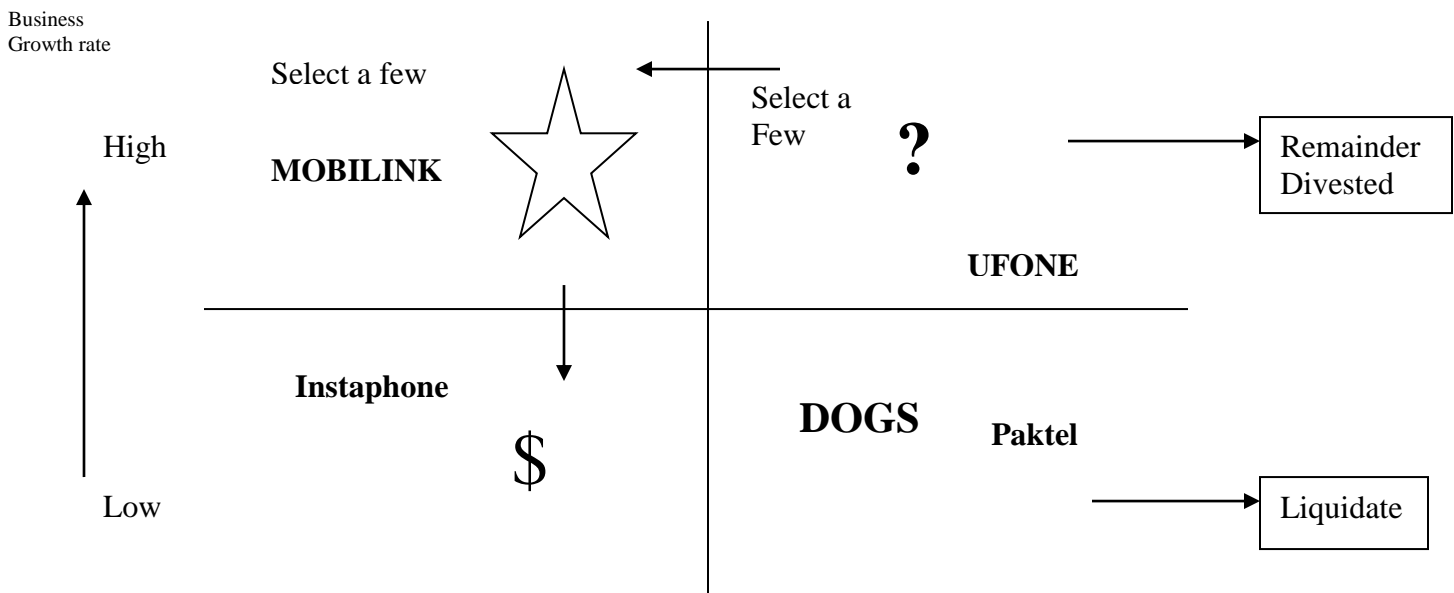 Business
Growth rate
Select a few
Select a
Few
?
High
MOBILINK
Remainder
Divested
UFONE
Instaphone
DOGS
Paktel
$
Low
Liquidate